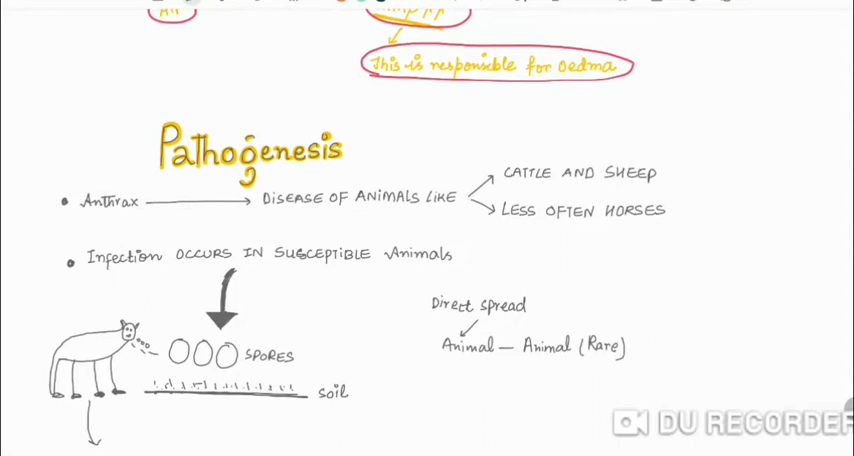 This is responsible for Oedma
Pathogenesis
• Anthrax → DISEASE OF ANIMALS LIKE
CATTLE AND SHEEP
LESS OFTEN HORSES
• Infection OCCURS IN SUSCEPTIBLE Animals
Direct spread
Animal — Animal (Rare)
SPORES
SOIL
DU RECORDER